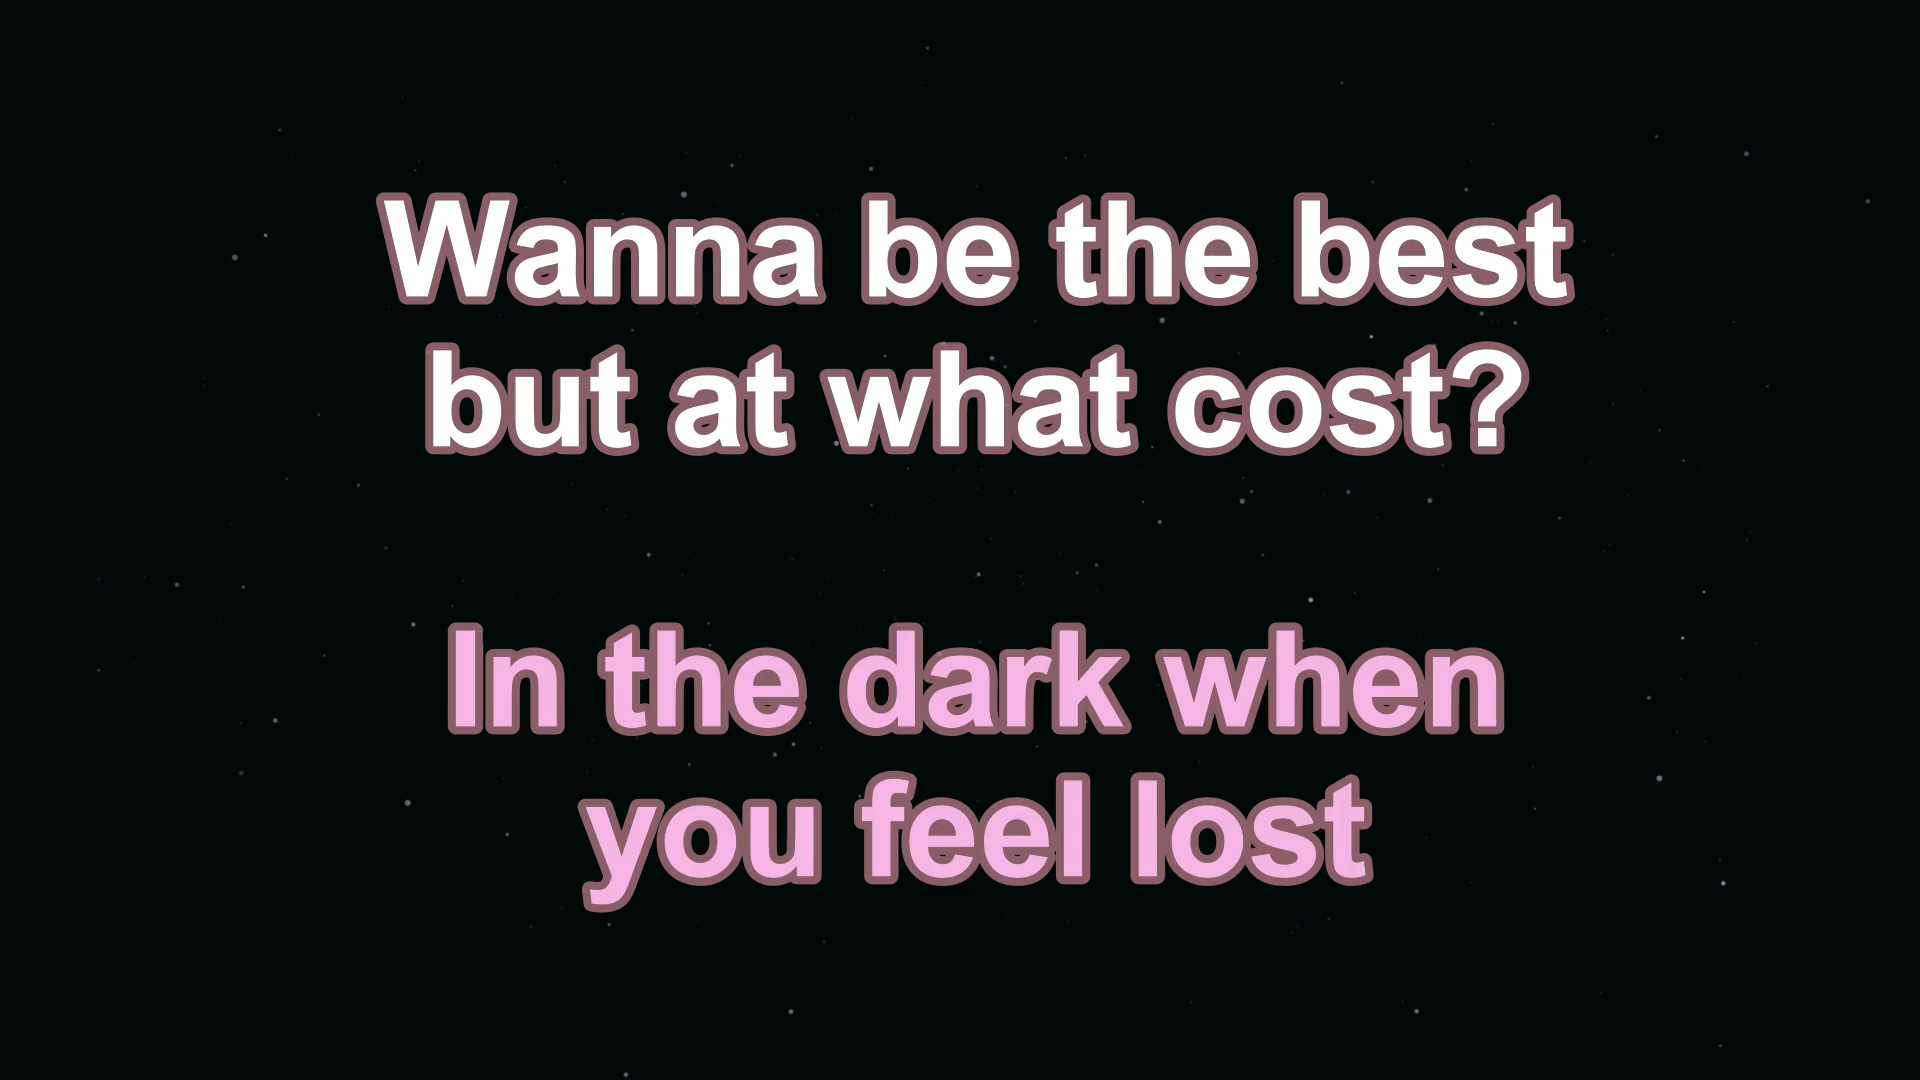 Wanna be the best
but at what cost?
In the dark when
you feel lost